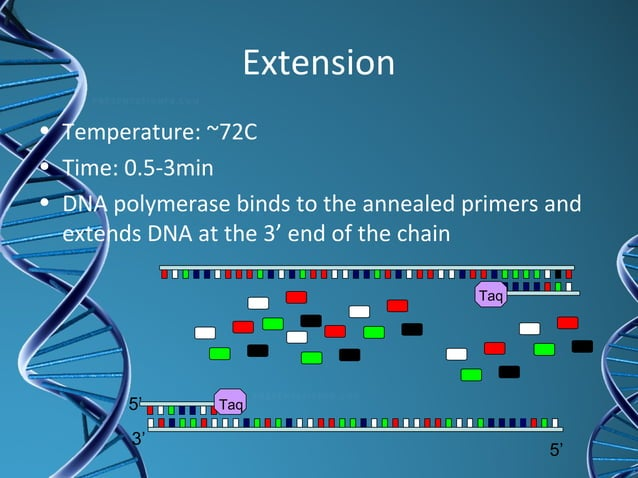 Extension
• Temperature: ~72C
• Time: 0.5-3min
• DNA polymerase binds to the annealed primers and
extends DNA at the 3’ end of the chain
Taq
5’
Taq
3’
5’